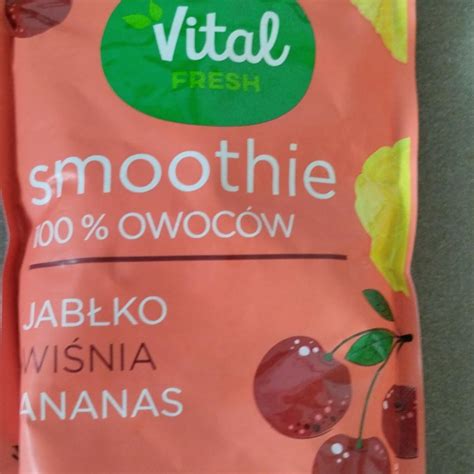 Vital
FRESH
smoothie
100 % OWOCÓW
JABŁKO
WIŚNIA
ANANAS